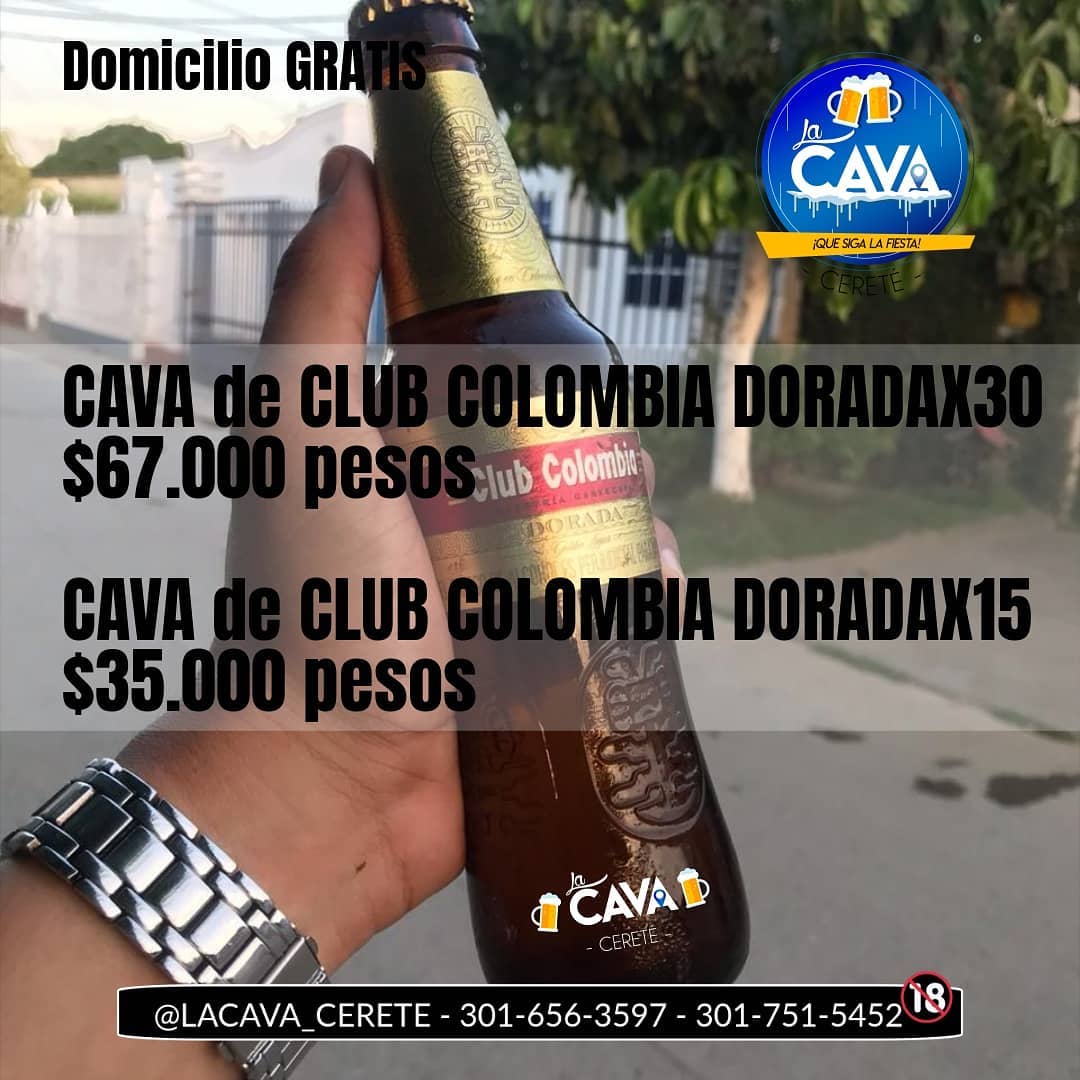 Domicilio GRATIS
La
CAVA
¡QUE SIGA LA FIESTA!
- CERETÉ -
CAVA de CLUB COLOMBIA DORADAX30
$67.000 pesos
Club Colombia
DORADA
CAVA de CLUB COLOMBIA DORADAX15
$35.000 pesos
La
CAVA
- CERETÉ -
@LACAVA_CERETE - 301-656-3597 - 301-751-5452
18